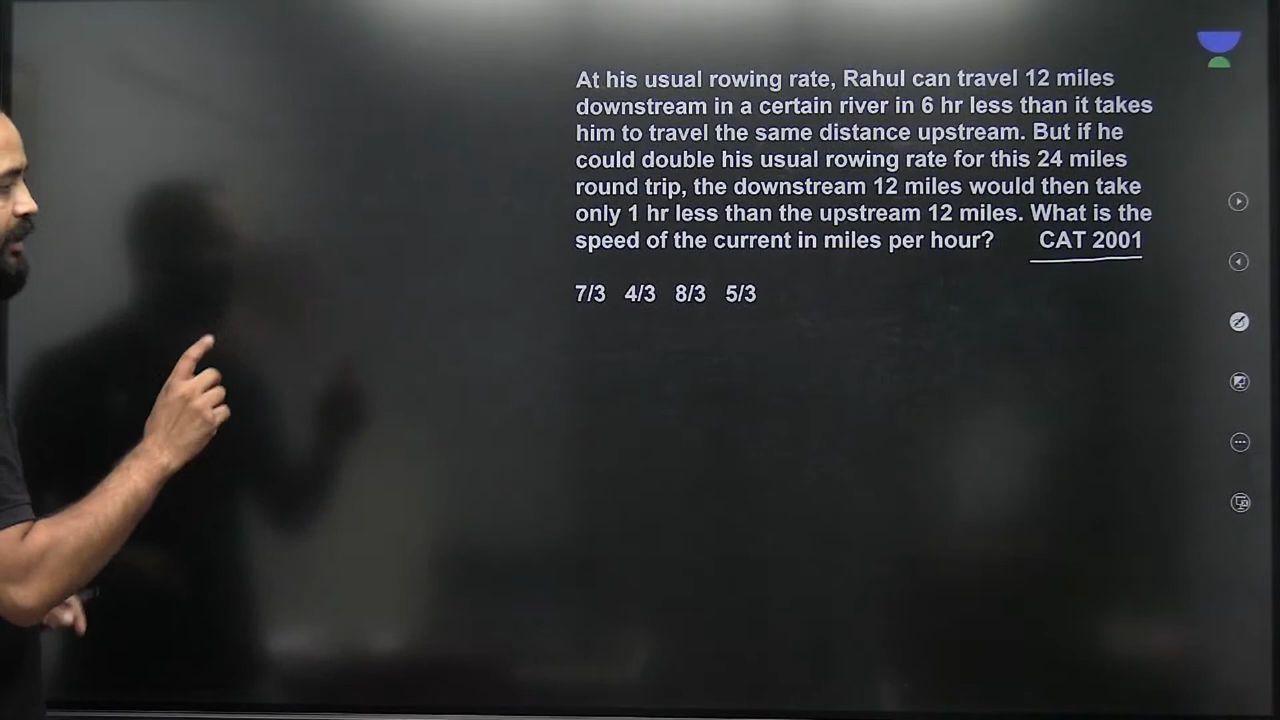 At his usual rowing rate, Rahul can travel 12 miles
downstream in a certain river in 6 hr less than it takes
him to travel the same distance upstream. But if he
could double his usual rowing rate for this 24 miles
round trip, the downstream 12 miles would then take
only 1 hr less than the upstream 12 miles. What is the
speed of the current in miles per hour? CAT 2001
7/3 4/3 8/3 5/3